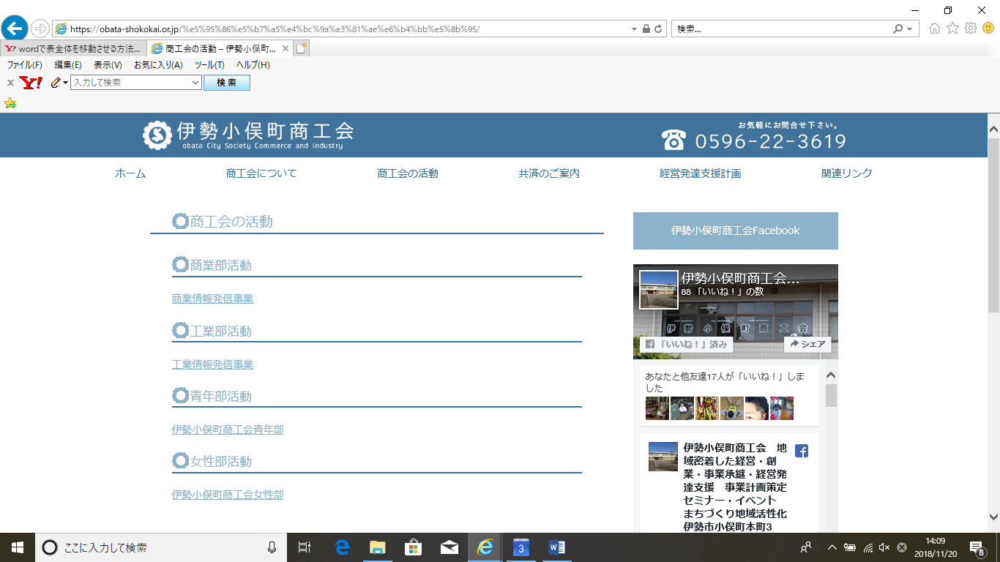 https://obata-shokokai.or.jp/%e5%95%86%e5%b7%a5%e4%bc%9a%e3%81%ae%e6%b4%bb%e5%8b%95/
検索...
wordで表全体を移動させる方法...
商工会の活動 – 伊勢小俣町...
ファイル(F) 編集(E) 表示(V) お気に入り(A) ツール(T) ヘルプ(H)
x Y! 入力して検索 検索
伊勢小俣町商工会
obata City Society Commerce and Industry
お気軽にお問合せ下さい。
0596-22-3619
ホーム 商工会について 商工会の活動 共済のご案内 経営発達支援計画 関連リンク
商工会の活動
商業部活動
商業情報発信事業
工業部活動
工業情報発信事業
青年部活動
伊勢小俣町商工会青年部
女性部活動
伊勢小俣町商工会女性部
伊勢小俣町商工会Facebook
伊勢小俣町商工会...
88 「いいね！」の数
伊勢小俣町商工会
「いいね！」済み
シェア
あなたと他友達17人が「いいね！」しま
した
伊勢小俣町商工会　地
域密着した経営・創
業・事業承継・経営発
達支援　事業計画策定
セミナー・イベント
まちづくり地域活性化
伊勢市小俣町本町3
ここに入力して検索
3
14:09
2018/11/20
8